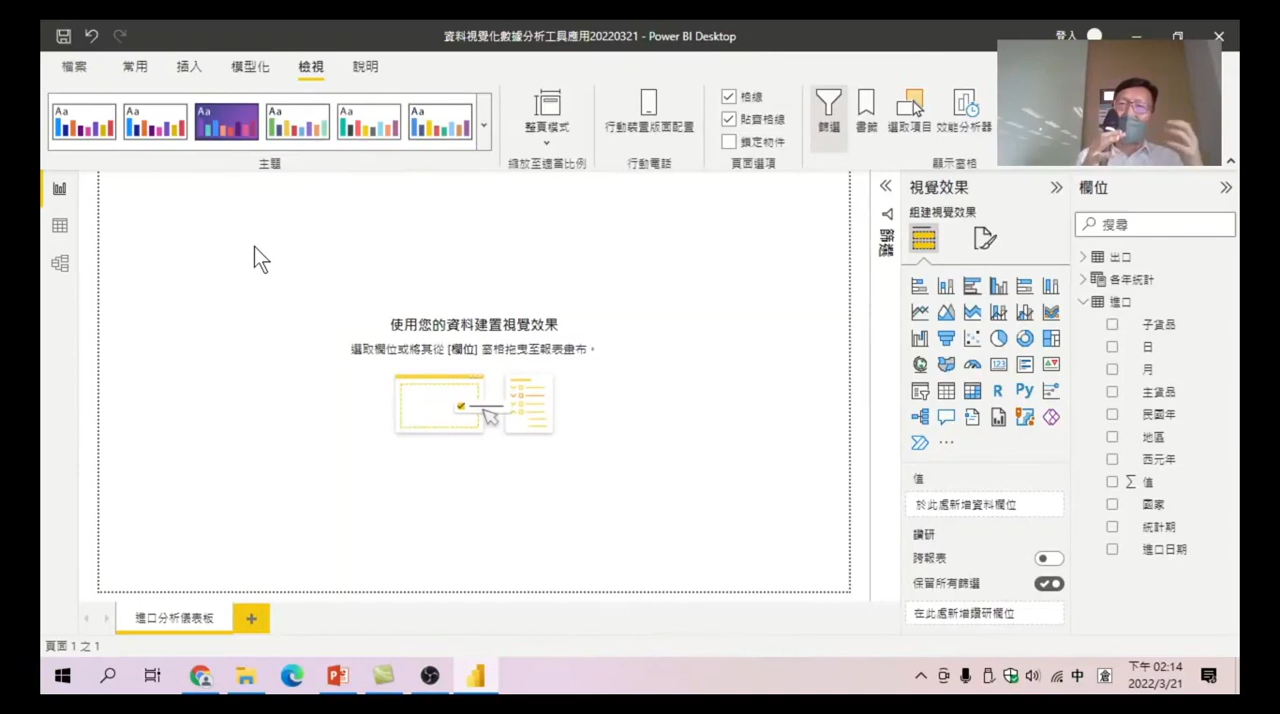 資料視覺化數據分析工具應用20220321 - Power BI Desktop
登入
檔案 常用 插入 模型化 檢視 說明
Aa Aa Aa Aa Aa Aa
主題
整頁模式
縮放至適當比例
行動裝置版面配置
行動電話
格線
貼齊格線
鎖定物件
頁面選項
篩選 書籤 選取項目 效能分析器
顯示窗格
使用您的資料建置視覺效果
選取欄位或將其從 [欄位] 窗格拖曳至報表畫布。
篩選
視覺效果
組建視覺效果
R Py
123
值
於此處新增資料欄位
鑽研
跨報表
保留所有篩選
在此處新增鑽研欄位
欄位
搜尋
出口
各年統計
進口
子貨品
日
月
主貨品
民國年
地區
西元年
∑ 值
國家
統計期
進口日期
進口分析儀表板
頁面 1 之 1
中
下午 02:14
2022/3/21